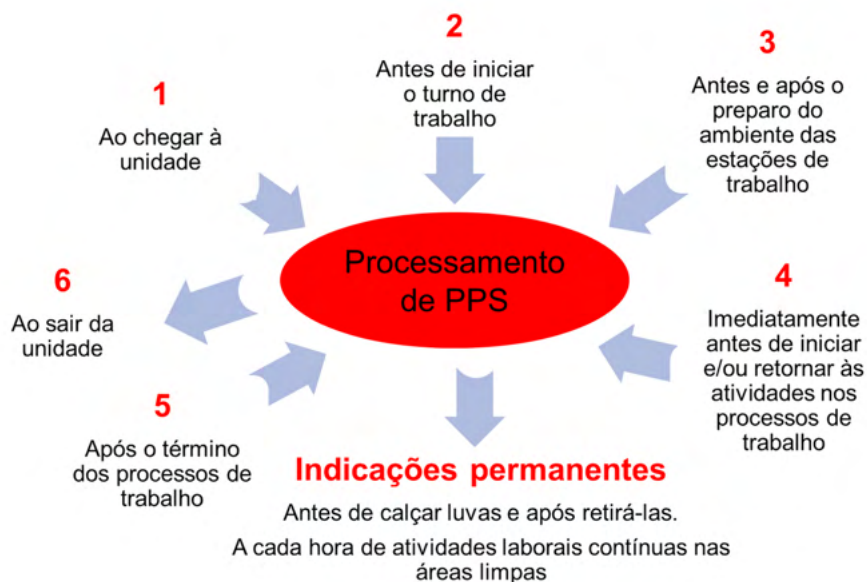 1
Ao chegar à
unidade
2
Antes de iniciar
o turno de
trabalho
3
Antes e após o
preparo do
ambiente das
estações de
trabalho
Processamento
de PPS
4
Imediatamente
antes de iniciar
e/ou retornar às
atividades nos
processos de
trabalho
5
Após o término
dos processos de
trabalho
6
Ao sair da
unidade
Indicações permanentes
Antes de calçar luvas e após retirá-las.
A cada hora de atividades laborais contínuas nas
áreas limpas